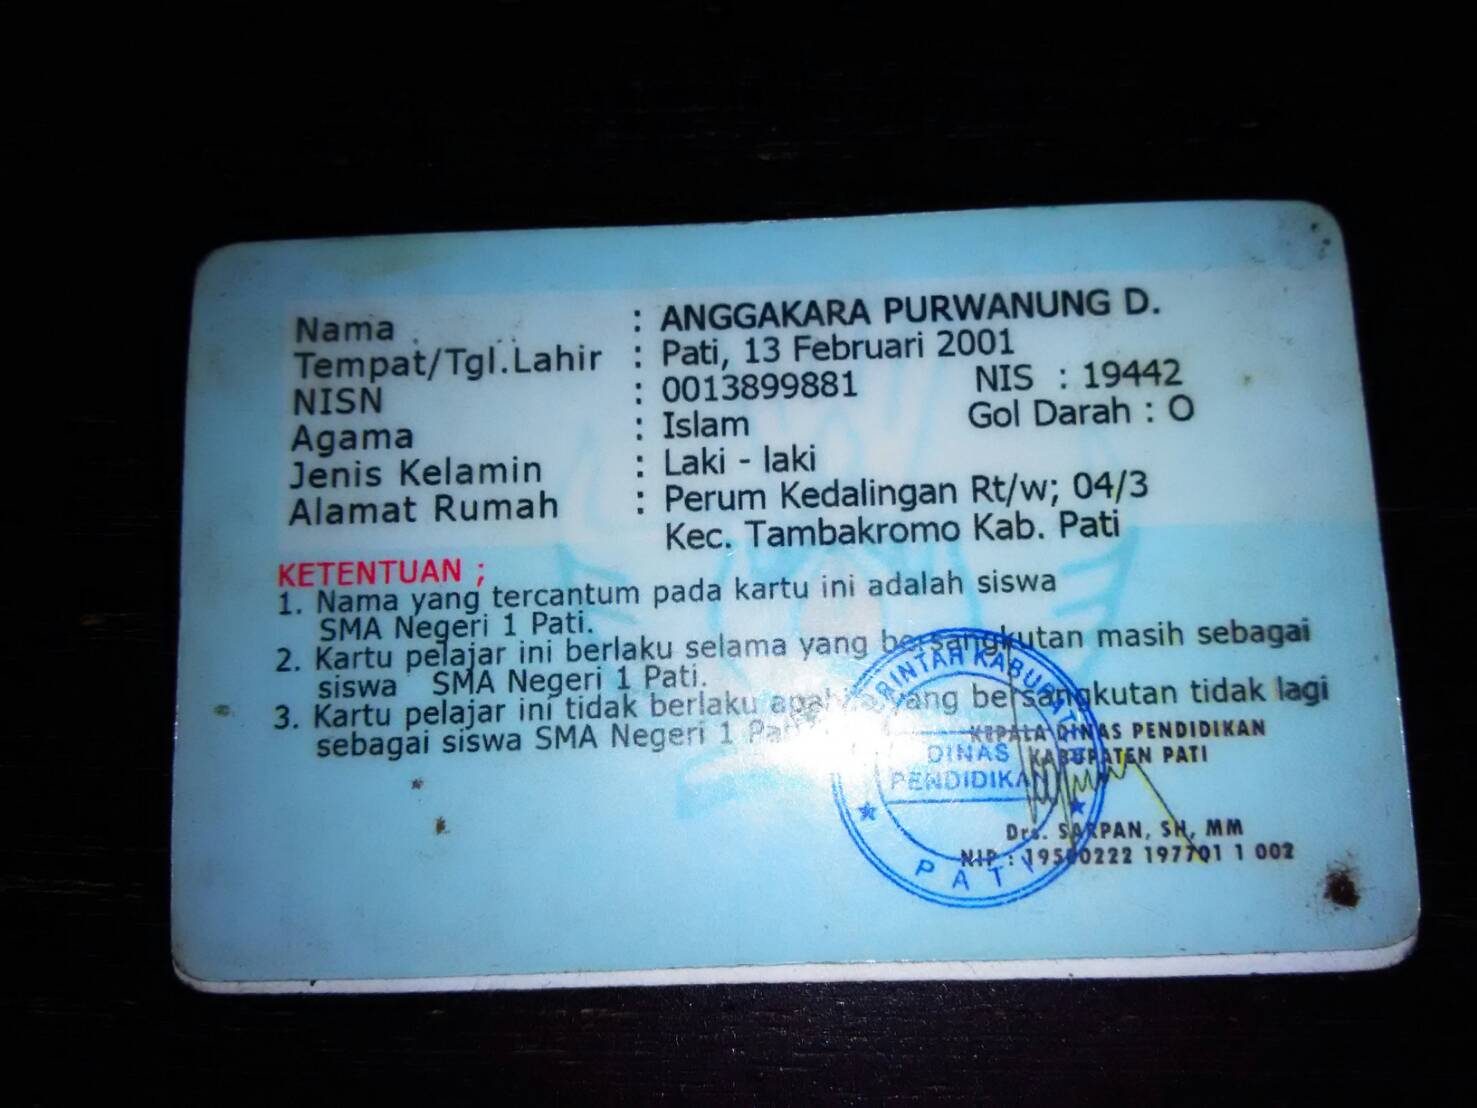 Nama : ANGGAKARA PURWANUNG D.
Tempat/Tgl.Lahir : Pati, 13 Februari 2001
NISN : 0013899881 NIS : 19442
Agama : Islam Gol Darah : O
Jenis Kelamin : Laki - laki
Alamat Rumah : Perum Kedalingan Rt/w; 04/3
Kec. Tambakromo Kab. Pati
KETENTUAN ;
1. Nama yang tercantum pada kartu ini adalah siswa
SMA Negeri 1 Pati.
2. Kartu pelajar ini berlaku selama yang bersangkutan masih sebagai
siswa SMA Negeri 1 Pati.
3. Kartu pelajar ini tidak berlaku apabila yang bersangkutan tidak lagi
sebagai siswa SMA Negeri 1 Pati
KABUPATEN
DINAS
PENDIDIKAN
PATI
KEPALA DINAS PENDIDIKAN
KABUPATEN PATI
Drs. SARPAN, SH, MM
NIP : 197701 1 002